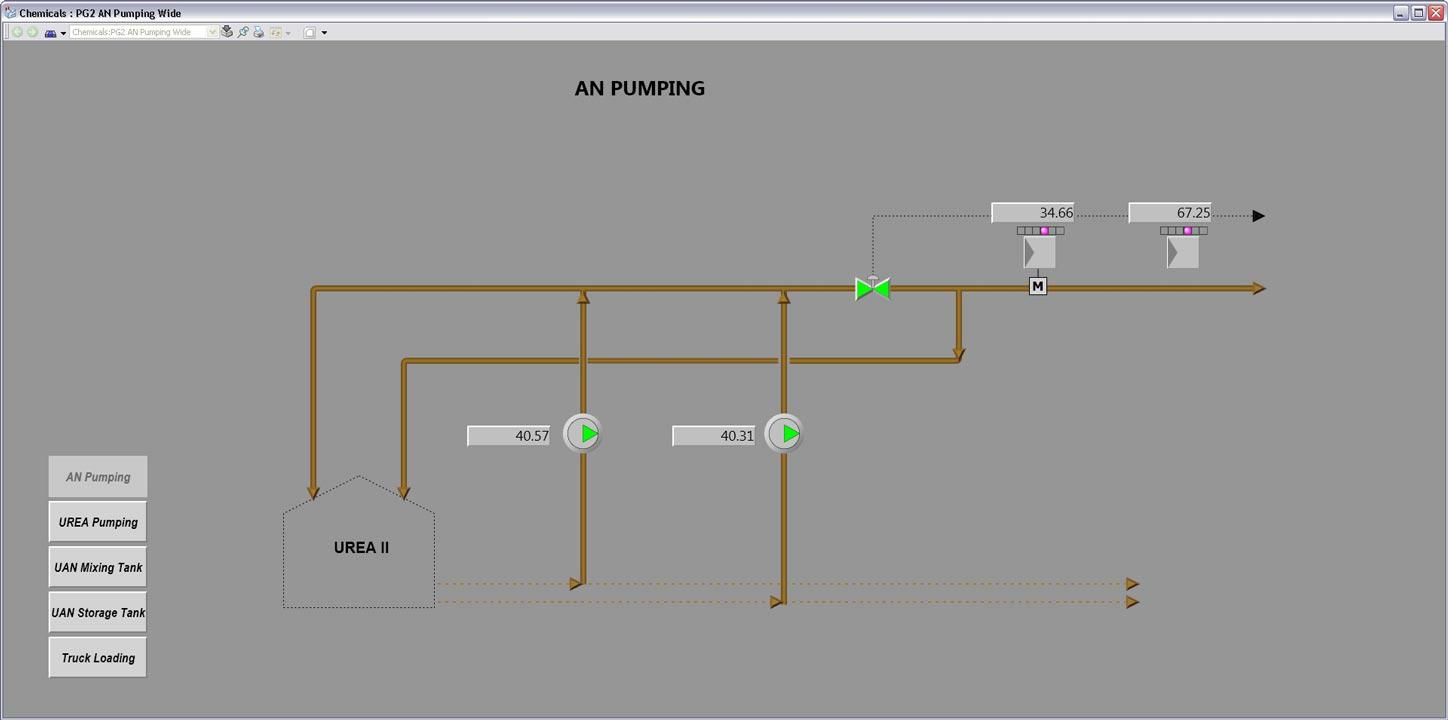 Chemicals : PG2 AN Pumping Wide
Chemicals:PG2 AN Pumping Wide
AN PUMPING
34.66
67.25
M
40.57
40.31
AN Pumping
UREA Pumping
UAN Mixing Tank
UAN Storage Tank
Truck Loading
UREA II